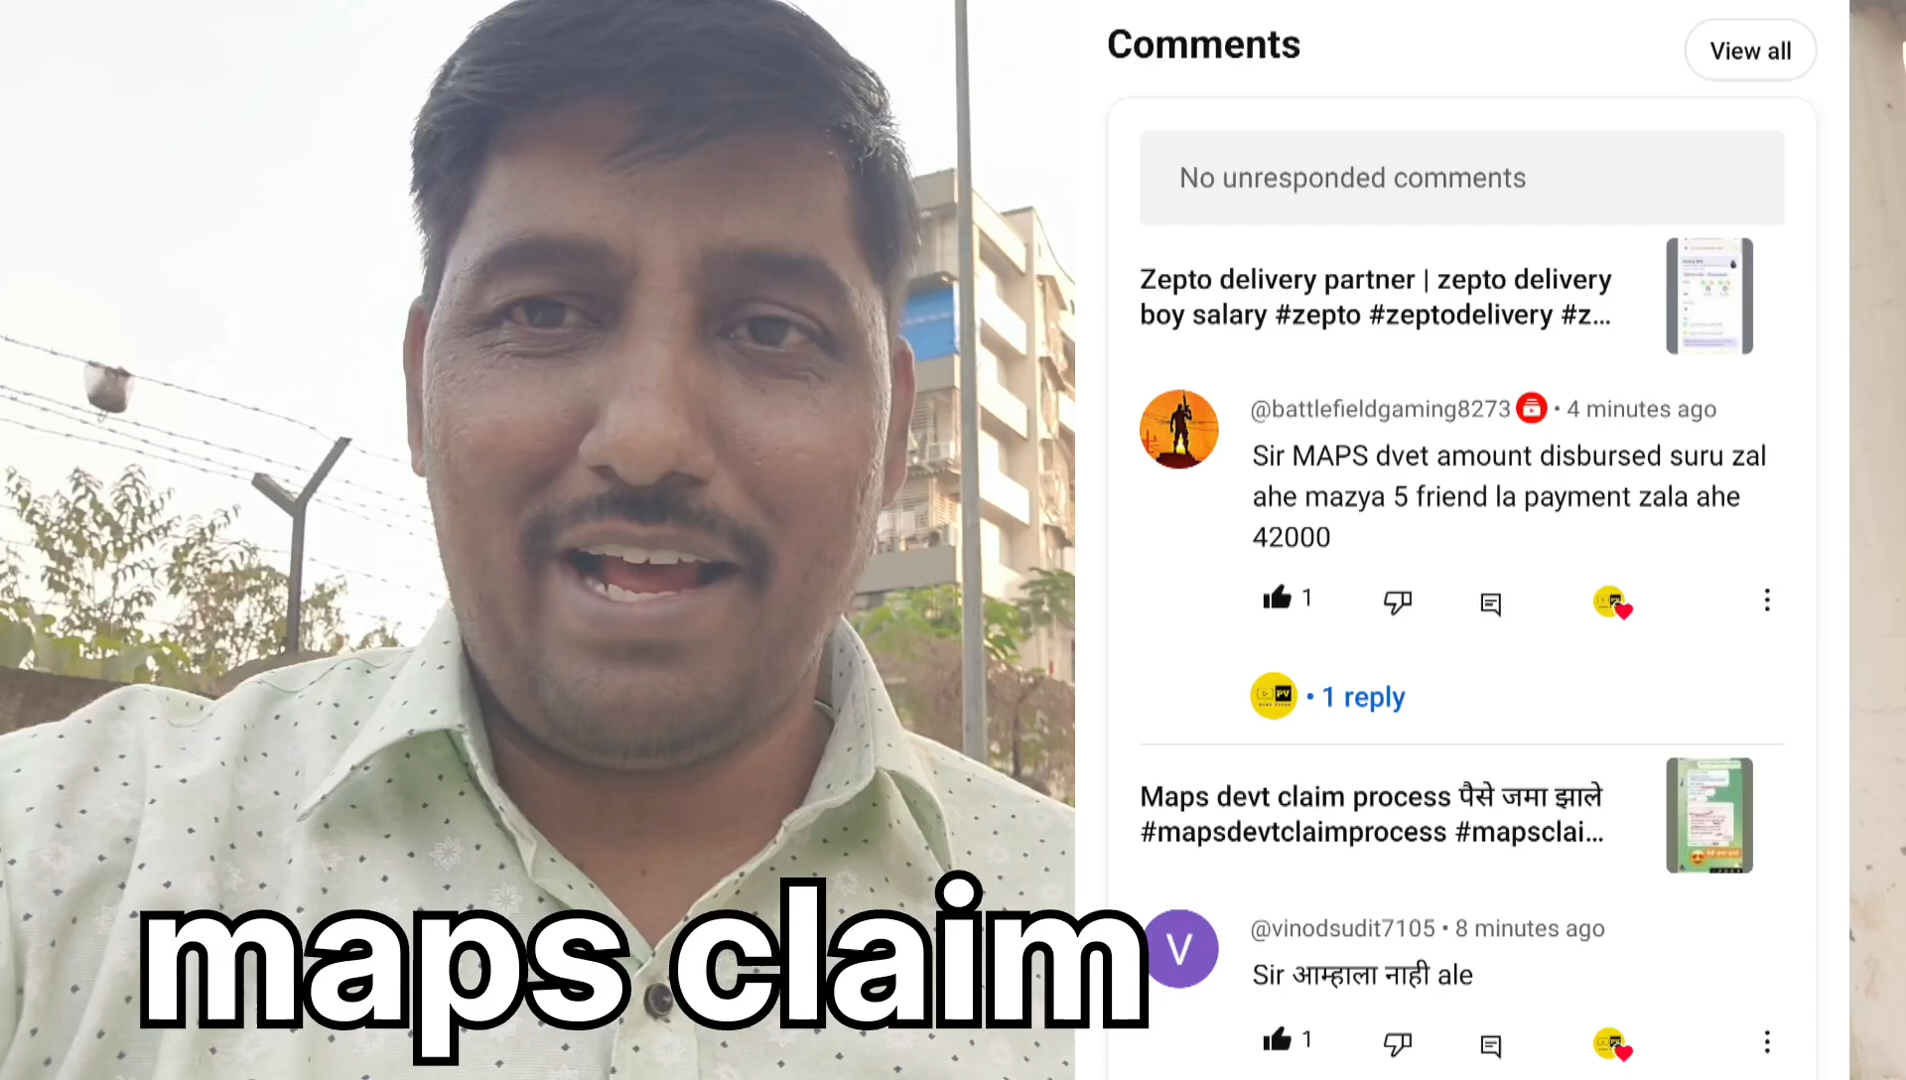 Comments
View all
No unresponded comments
Zepto delivery partner | zepto delivery
boy salary #zepto #zeptodelivery #z...
@battlefieldgaming8273 • 4 minutes ago
Sir MAPS dvet amount disbursed suru zal
ahe mazya 5 friend la payment zala ahe
42000
1
PV
• 1 reply
Maps devt claim process पैसे जमा झाले
#mapsdevtclaimprocess #mapsclai...
V
@vinodsudit7105 • 8 minutes ago
Sir आम्हाला नाही ale
1
maps claim